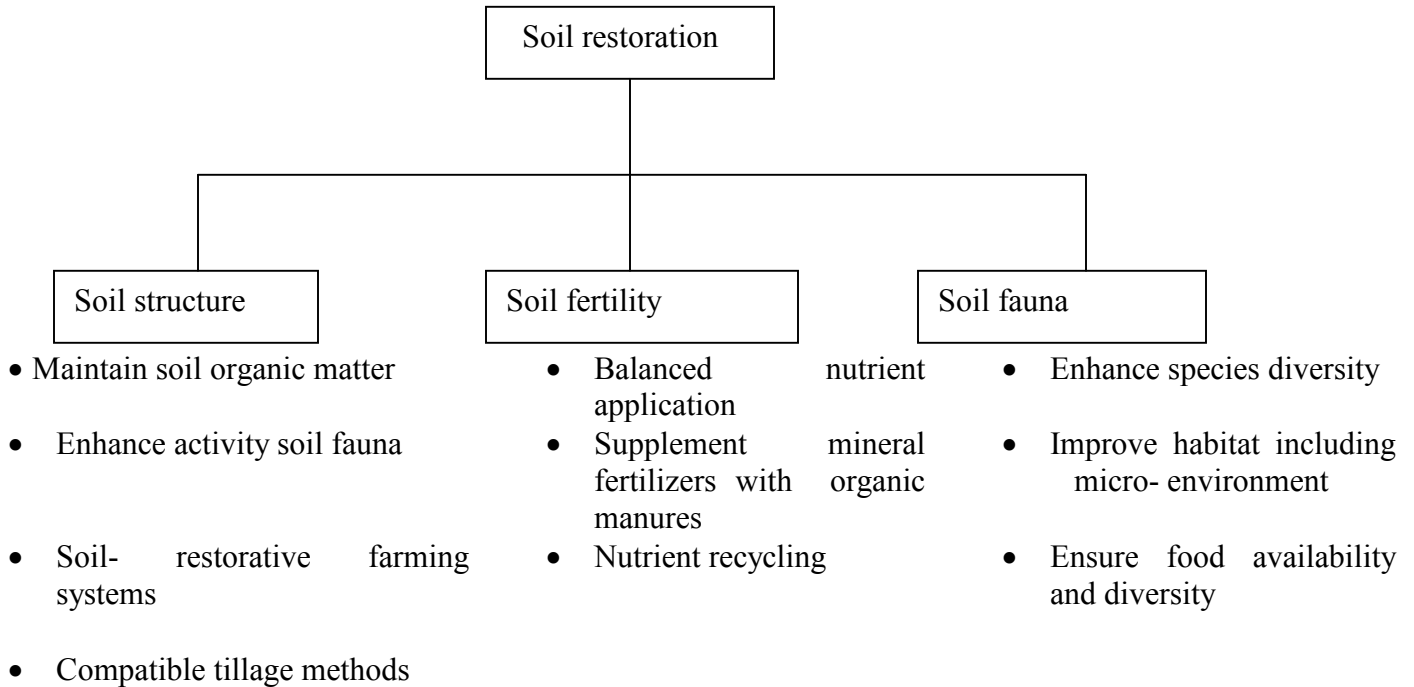 Soil restoration
Soil structure
Soil fertility
Soil fauna
• Maintain soil organic matter
• Enhance activity soil fauna
• Soil- restorative farming
systems
• Compatible tillage methods
• Balanced nutrient
application
• Supplement mineral
fertilizers with organic
manures
• Nutrient recycling
• Enhance species diversity
• Improve habitat including
micro- environment
• Ensure food availability
and diversity